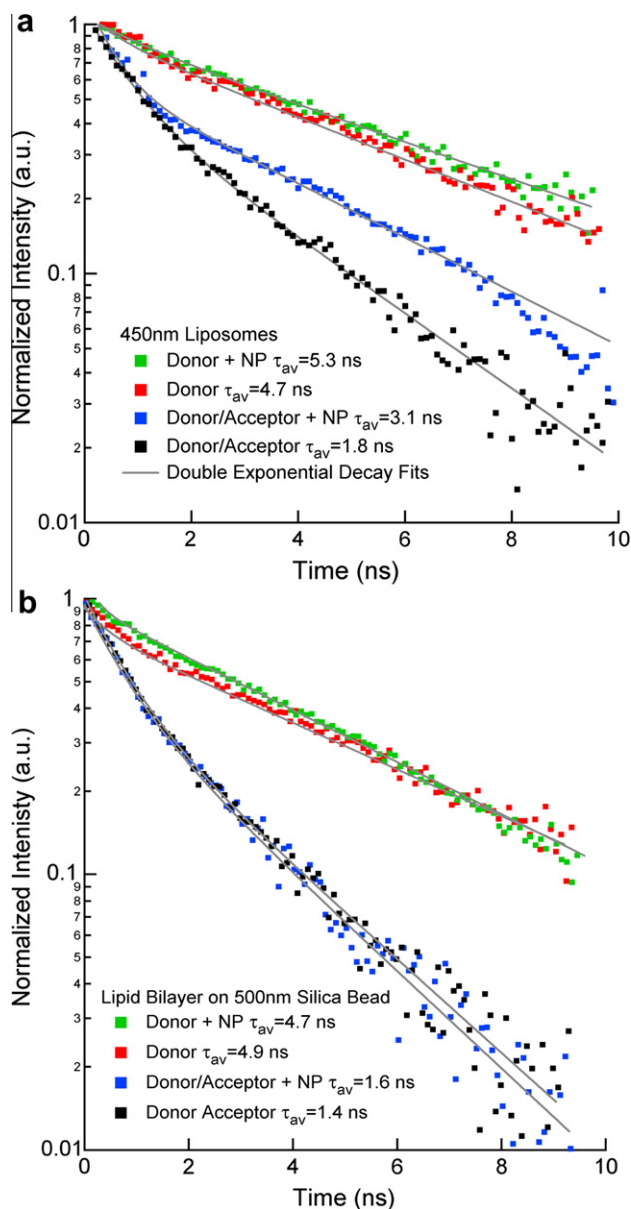 a
Normalized Intensity (a.u.)
1
9
8
7
6
5
4
3
2
0.1
9
8
7
6
5
4
3
2
0.01
450nm Liposomes
Donor + NP τav=5.3 ns
Donor τav=4.7 ns
Donor/Acceptor + NP τav=3.1 ns
Donor/Acceptor τav=1.8 ns
Double Exponential Decay Fits
0 2 4 6 8 10
Time (ns)
b
Normalized Intenisty (a.u.)
1
9
8
7
6
5
4
3
2
0.1
9
8
7
6
5
4
3
2
0.01
Lipid Bilayer on 500nm Silica Bead
Donor + NP τav=4.7 ns
Donor τav=4.9 ns
Donor/Acceptor + NP τav=1.6 ns
Donor Acceptor τav=1.4 ns
0 2 4 6 8 10
Time (ns)